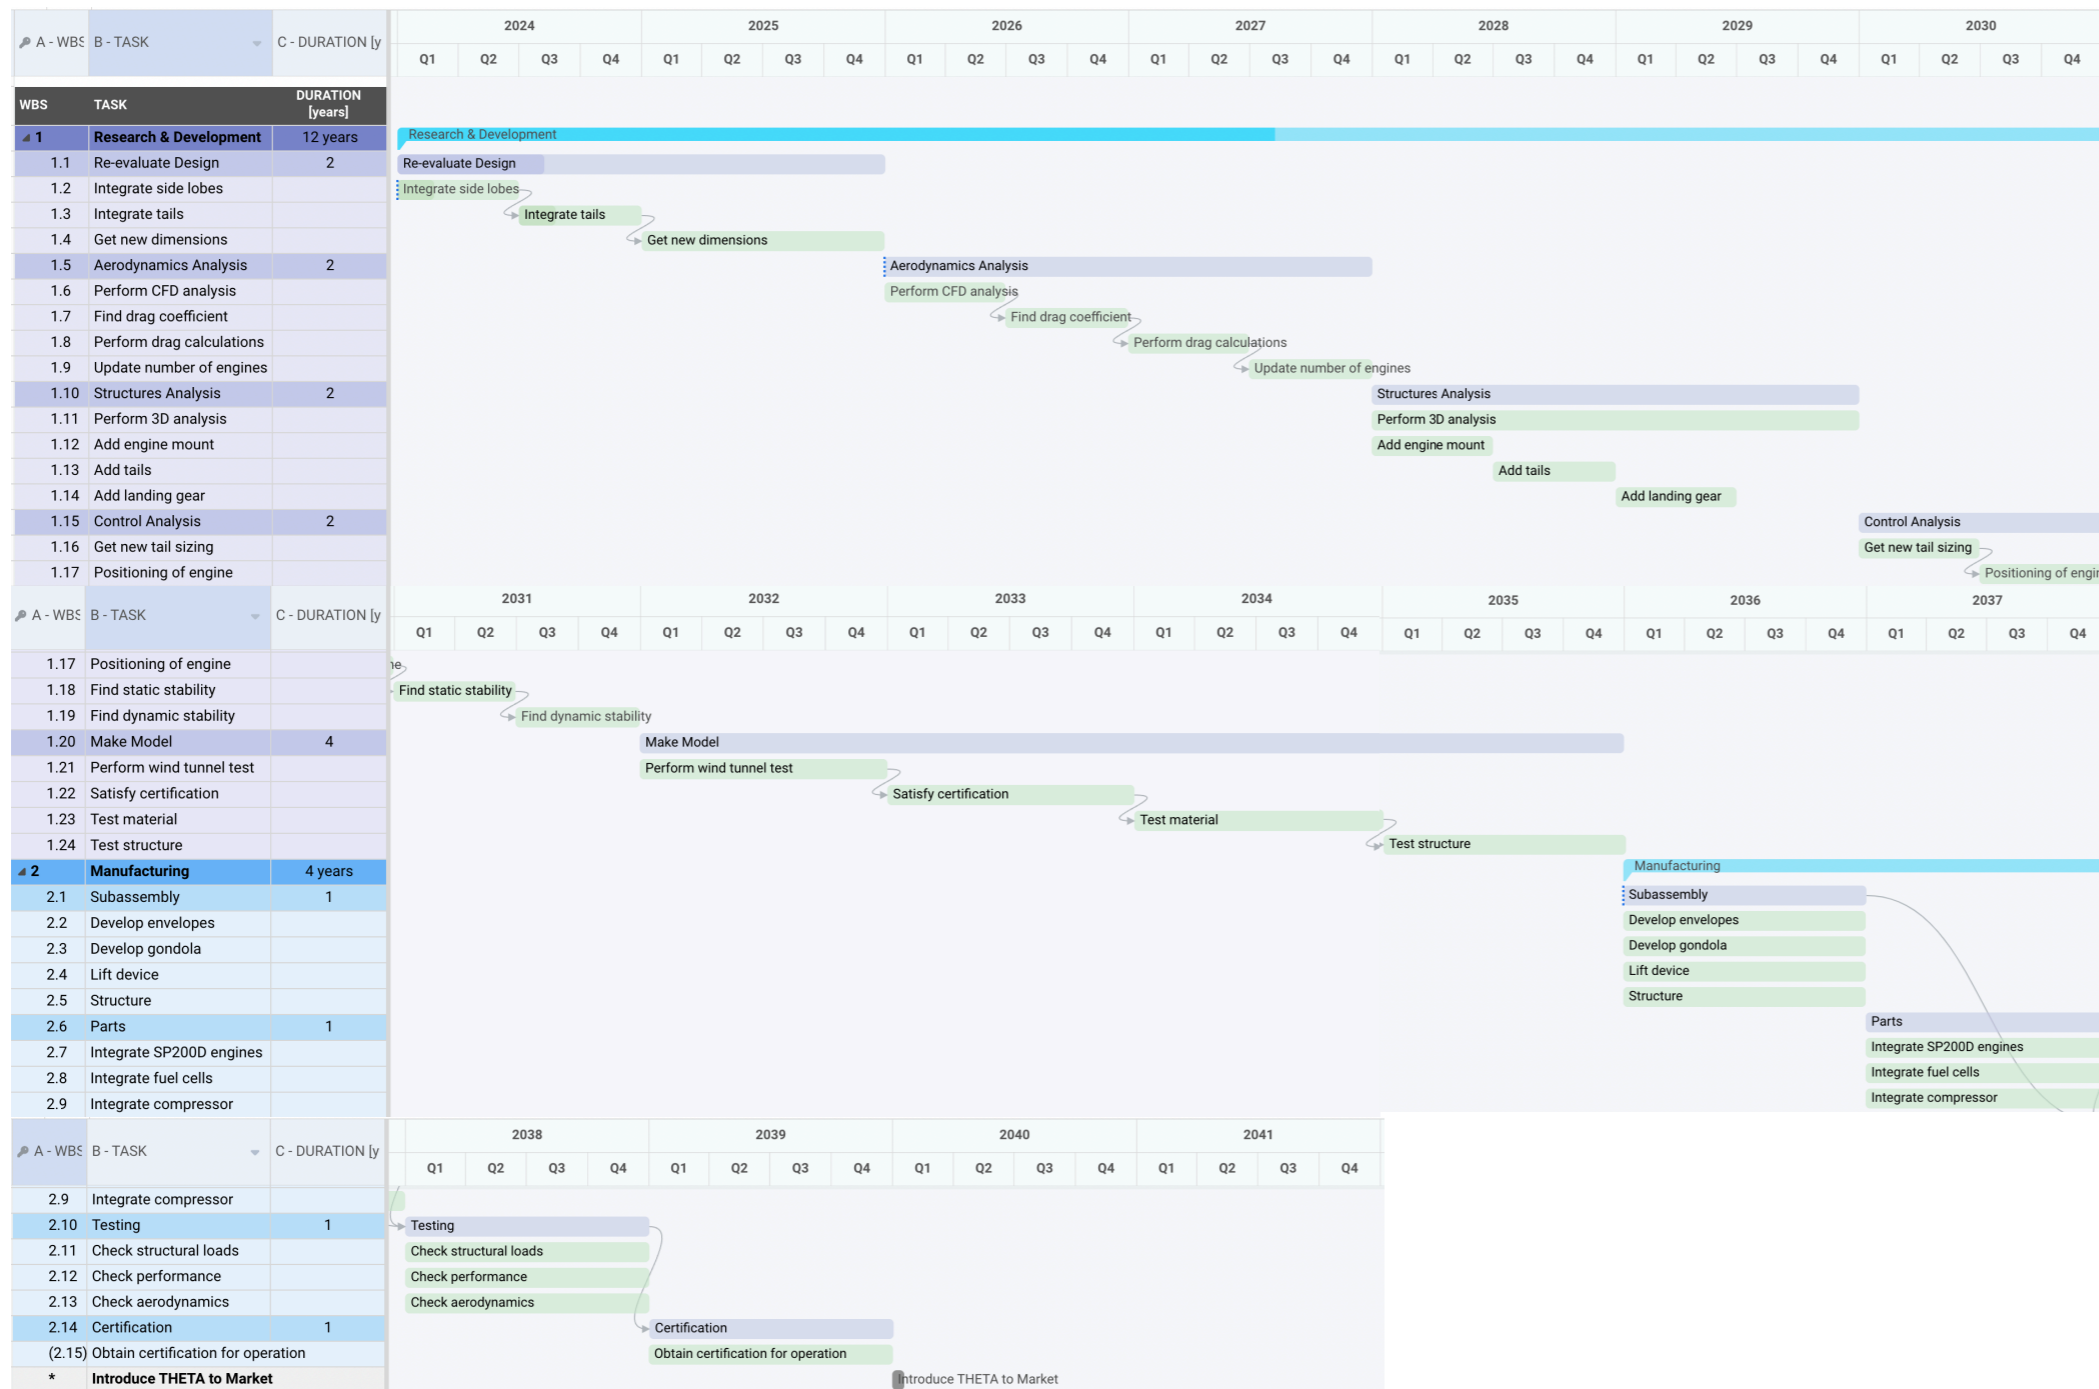 A - WBS B - TASK C - DURATION [y 2024 2025 2026 2027 2028 2029 2030
Q1 Q2 Q3 Q4 Q1 Q2 Q3 Q4 Q1 Q2 Q3 Q4 Q1 Q2 Q3 Q4 Q1 Q2 Q3 Q4 Q1 Q2 Q3 Q4 Q1 Q2 Q3 Q4
WBS TASK DURATION [years]
1 Research & Development 12 years Research & Development
1.1 Re-evaluate Design 2 Re-evaluate Design
1.2 Integrate side lobes Integrate side lobes
1.3 Integrate tails Integrate tails
1.4 Get new dimensions Get new dimensions
1.5 Aerodynamics Analysis 2 Aerodynamics Analysis
1.6 Perform CFD analysis Perform CFD analysis
1.7 Find drag coefficient Find drag coefficient
1.8 Perform drag calculations Perform drag calculations
1.9 Update number of engines Update number of engines
1.10 Structures Analysis 2 Structures Analysis
1.11 Perform 3D analysis Perform 3D analysis
1.12 Add engine mount Add engine mount
1.13 Add tails Add tails
1.14 Add landing gear Add landing gear
1.15 Control Analysis 2 Control Analysis
1.16 Get new tail sizing Get new tail sizing
1.17 Positioning of engine Positioning of engin
A - WBS B - TASK C - DURATION [y 2031 2032 2033 2034 2035 2036 2037
Q1 Q2 Q3 Q4 Q1 Q2 Q3 Q4 Q1 Q2 Q3 Q4 Q1 Q2 Q3 Q4 Q1 Q2 Q3 Q4 Q1 Q2 Q3 Q4 Q1 Q2 Q3 Q4
1.17 Positioning of engine ne
1.18 Find static stability Find static stability
1.19 Find dynamic stability Find dynamic stability
1.20 Make Model 4 Make Model
1.21 Perform wind tunnel test Perform wind tunnel test
1.22 Satisfy certification Satisfy certification
1.23 Test material Test material
1.24 Test structure Test structure
2 Manufacturing 4 years Manufacturing
2.1 Subassembly 1 Subassembly
2.2 Develop envelopes Develop envelopes
2.3 Develop gondola Develop gondola
2.4 Lift device Lift device
2.5 Structure Structure
2.6 Parts 1 Parts
2.7 Integrate SP200D engines Integrate SP200D engines
2.8 Integrate fuel cells Integrate fuel cells
2.9 Integrate compressor Integrate compressor
A - WBS B - TASK C - DURATION [y 2038 2039 2040 2041
Q1 Q2 Q3 Q4 Q1 Q2 Q3 Q4 Q1 Q2 Q3 Q4 Q1 Q2 Q3 Q4
2.9 Integrate compressor
2.10 Testing 1 Testing
2.11 Check structural loads Check structural loads
2.12 Check performance Check performance
2.13 Check aerodynamics Check aerodynamics
2.14 Certification 1 Certification
(2.15) Obtain certification for operation Obtain certification for operation
* Introduce THETA to Market Introduce THETA to Market